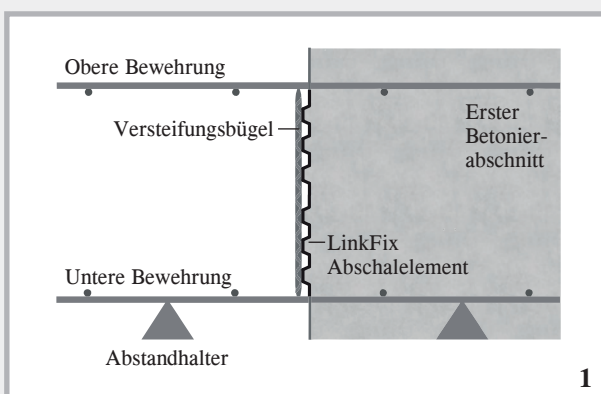 Obere Bewehrung
Versteifungsbügel
Erster
Betonier-
abschnitt
LinkFix
Abschalelement
Untere Bewehrung
Abstandhalter
1